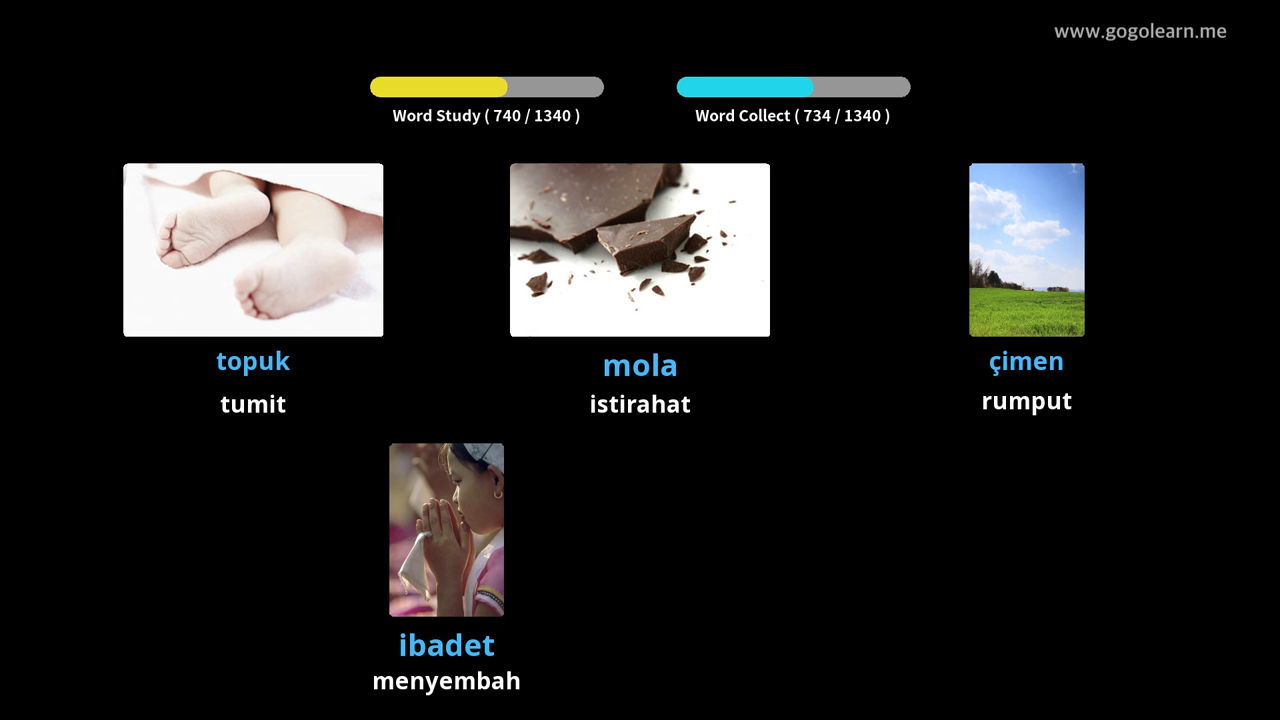 www.gogolearn.me
Word Study ( 740 / 1340 )
Word Collect ( 734 / 1340 )
topuk
tumit
mola
istirahat
çimen
rumput
ibadet
menyembah